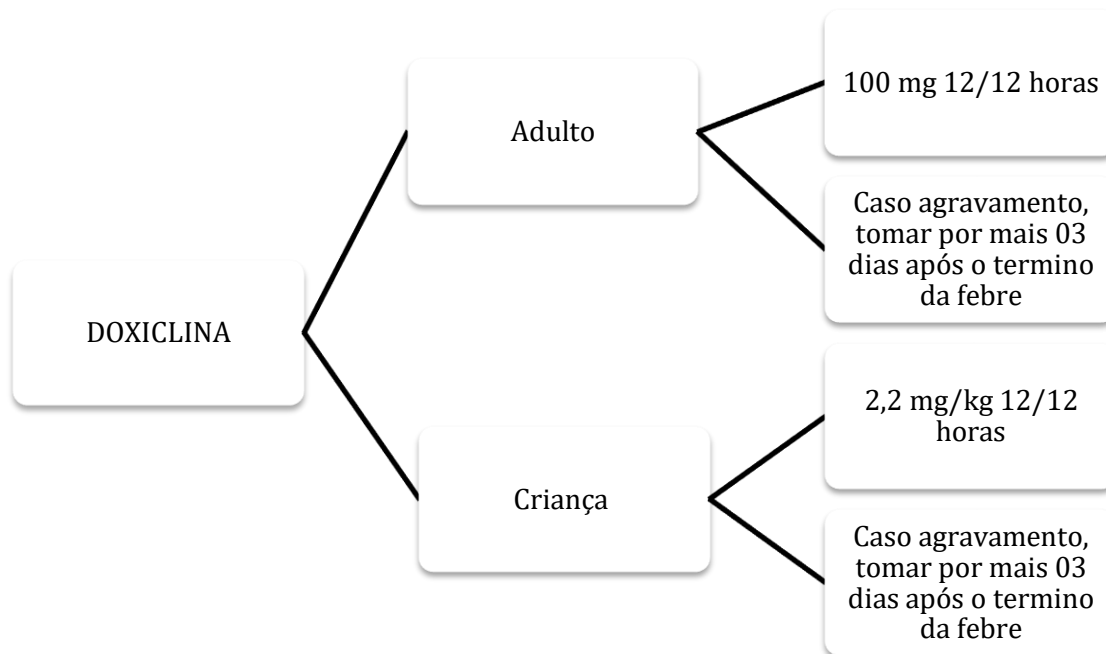 DOXICLINA
Adulto
100 mg 12/12 horas
Caso agravamento,
tomar por mais 03
dias após o termino
da febre
Criança
2,2 mg/kg 12/12
horas
Caso agravamento,
tomar por mais 03
dias após o termino
da febre